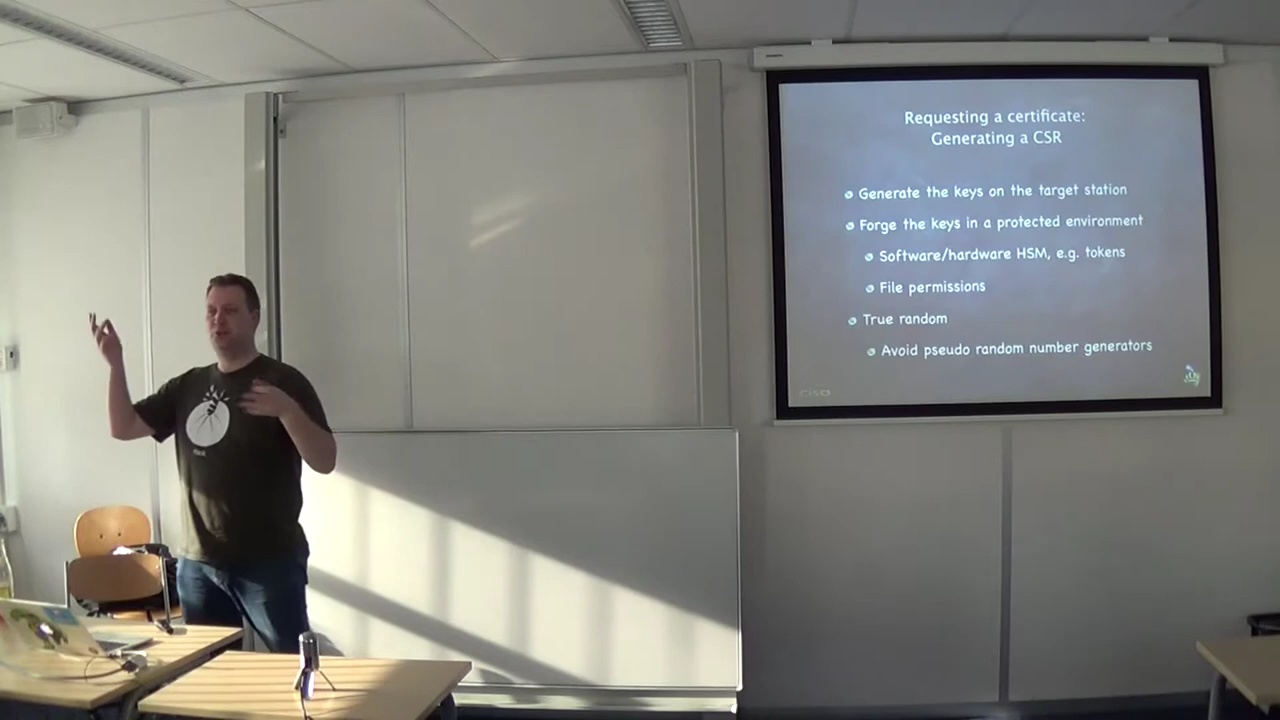 Requesting a certificate:
Generating a CSR
Generate the keys on the target station
Forge the keys in a protected environment
Software/hardware HSM, e.g. tokens
File permissions
True random
Avoid pseudo random number generators